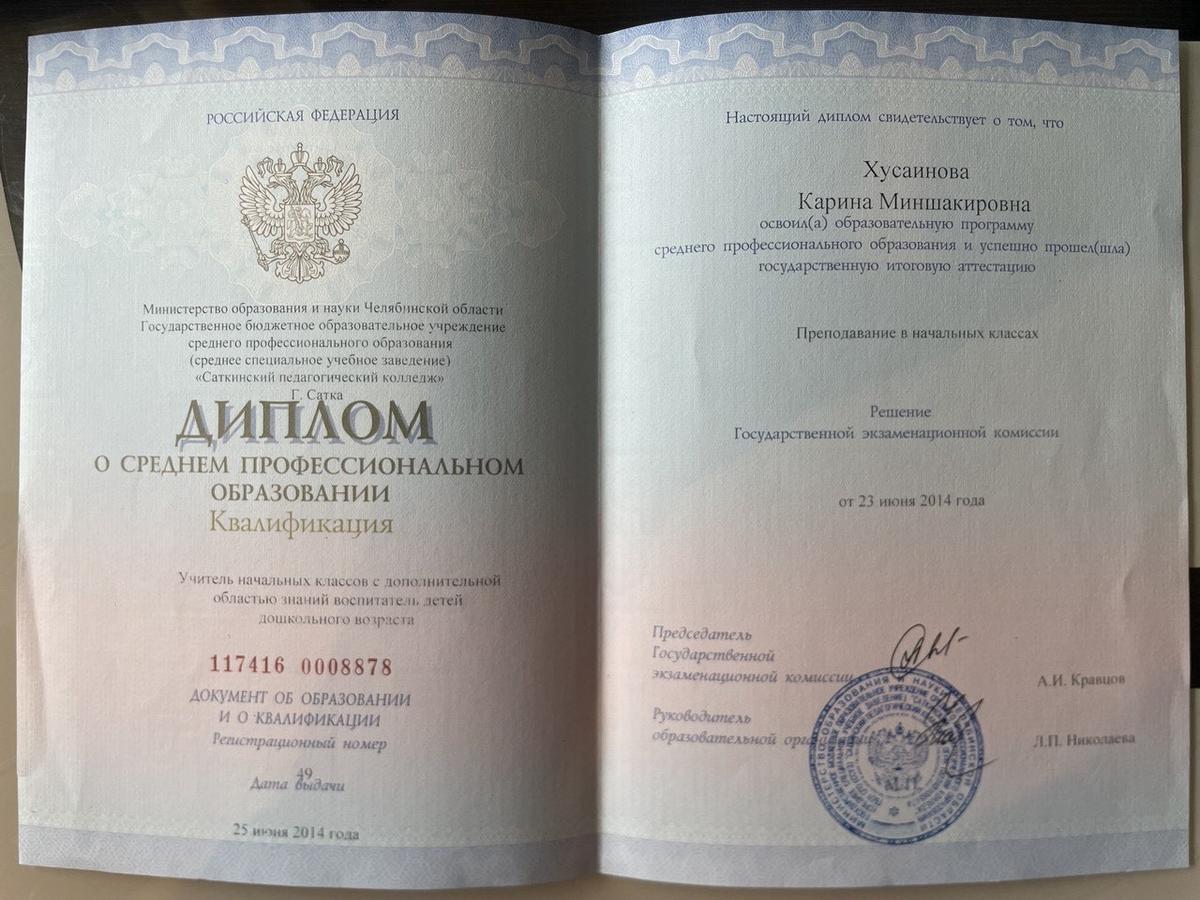 РОССИЙСКАЯ ФЕДЕРАЦИЯ
Министерство образования и науки Челябинской области
Государственное бюджетное образовательное учреждение
среднего профессионального образования
(среднее специальное учебное заведение)
«Саткинский педагогический колледж»
Г. Сатка
ДИПЛОМ
О СРЕДНЕМ ПРОФЕССИОНАЛЬНОМ
ОБРАЗОВАНИИ
Квалификация
Учитель начальных классов с дополнительной
областью знаний воспитатель детей
дошкольного возраста
117416 0008878
ДОКУМЕНТ ОБ ОБРАЗОВАНИИ
И О КВАЛИФИКАЦИИ
Регистрационный номер
49
Дата выдачи
25 июня 2014 года
Настоящий диплом свидетельствует о том, что
Хусаинова
Карина Миншакировна
освоил(а) образовательную программу
среднего профессионального образования и успешно прошел(шла)
государственную итоговую аттестацию
Преподавание в начальных классах
Решение
Государственной экзаменационной комиссии
от 23 июня 2014 года
Председатель
Государственной
экзаменационной комиссии
А.И. Кравцов
Руководитель
образовательной
Л.П. Николаева
М.П.